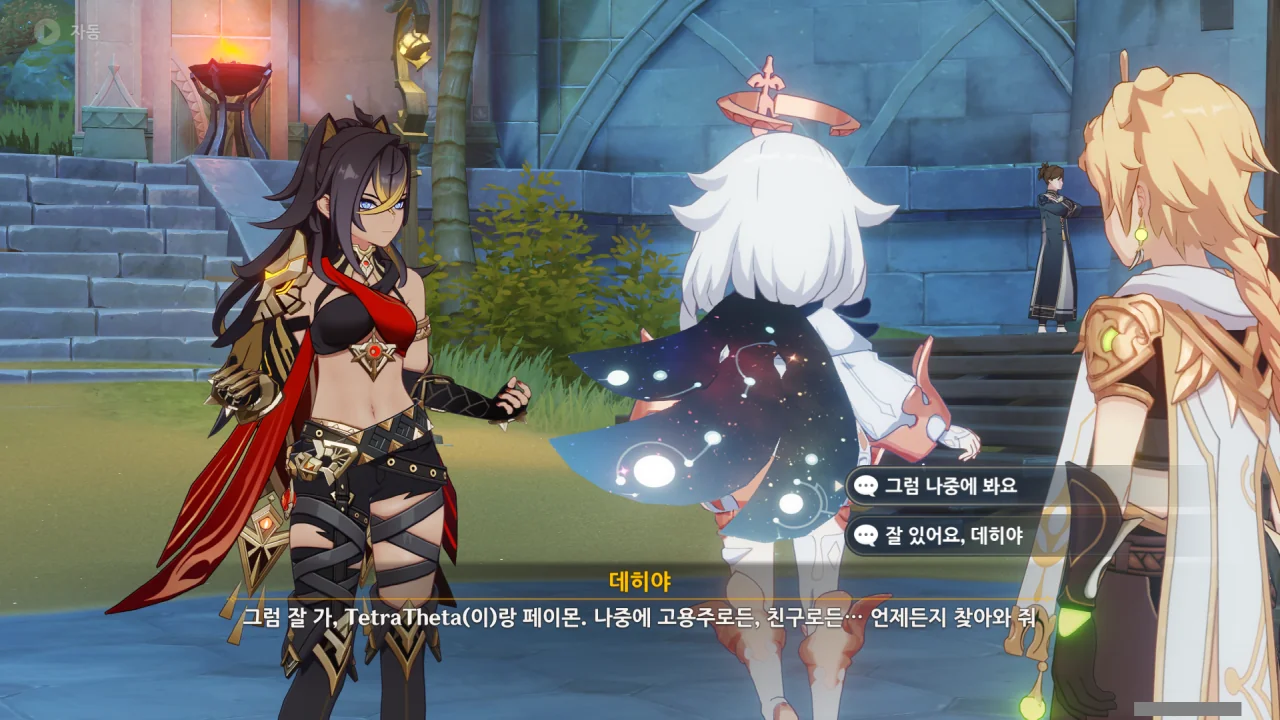 자동
그럼 나중에 봐요
잘 있어요, 데히야
데히야
그럼 잘 가, TetraTheta(이)랑 페이몬. 나중에 고용주로든, 친구로든… 언제든지 찾아와 줘